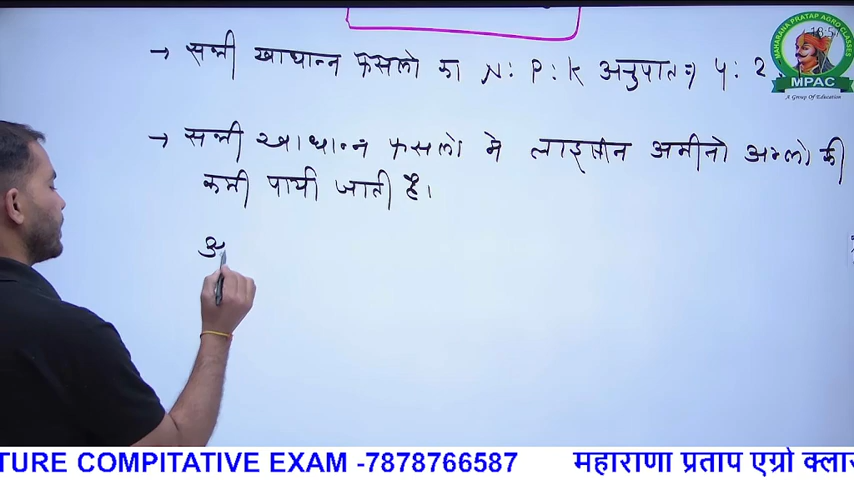 → सभी खाद्यान्न फसलो का N : P : K अनुपात = 4 : 2
→ सभी खाद्यान्न फसलो मे लाइसीन अमीनो अम्लो की
कमी पायी जाती है।
MAHARANA PRATAP AGRO CLASSES
MPAC
A Group Of Education
TURE COMPITATIVE EXAM -7878766587 महाराणा प्रताप एग्रो क्लास